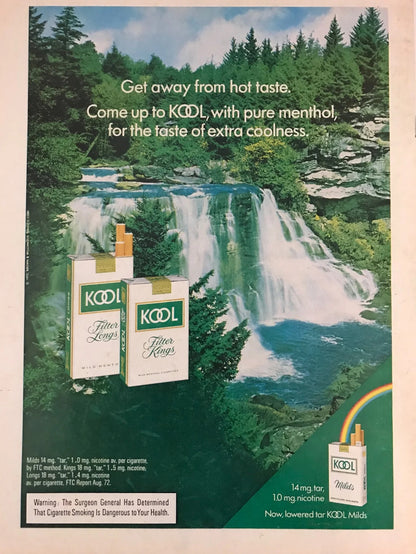 Get away from hot taste.
Come up to KOOL, with pure menthol,
for the taste of extra coolness.
KOOL
Filter
Longs
KOOL
Filter
Kings
Milds 14 mg. "tar," 1.0 mg. nicotine av. per cigarette,
by FTC method. Kings 18 mg. "tar," 1.5 mg. nicotine,
Longs 18 mg. "tar," 1.4 mg. nicotine
av. per cigarette, FTC Report Aug. 72.
Warning: The Surgeon General Has Determined
That Cigarette Smoking Is Dangerous to Your Health.
KOOL
Milds
14 mg. tar,
1.0 mg. nicotine
Now, lowered tar KOOL Milds